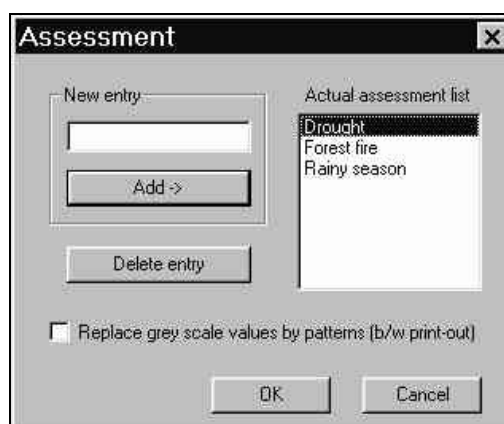 Assessment
New entry
Add ->
Delete entry
Actual assessment list
Drought
Forest fire
Rainy season
Replace grey scale values by patterns (b/w print-out)
OK
Cancel